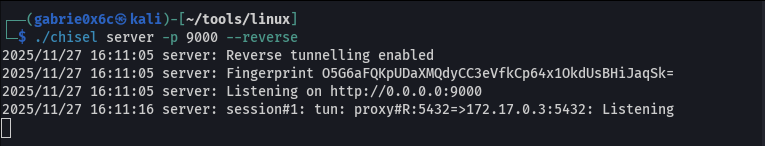 ┌──(gabrie0x6c㉿kali)-[~/tools/linux]
└─$ ./chisel server -p 9000 --reverse
2025/11/27 16:11:05 server: Reverse tunnelling enabled
2025/11/27 16:11:05 server: Fingerprint O5G6aFQKpUDaXMQdyCC3eVfkCp64x1OkdUsBHiJaqSk=
2025/11/27 16:11:05 server: Listening on http://0.0.0.0:9000
2025/11/27 16:11:16 server: session#1: tun: proxy#R:5432=>172.17.0.3:5432: Listening